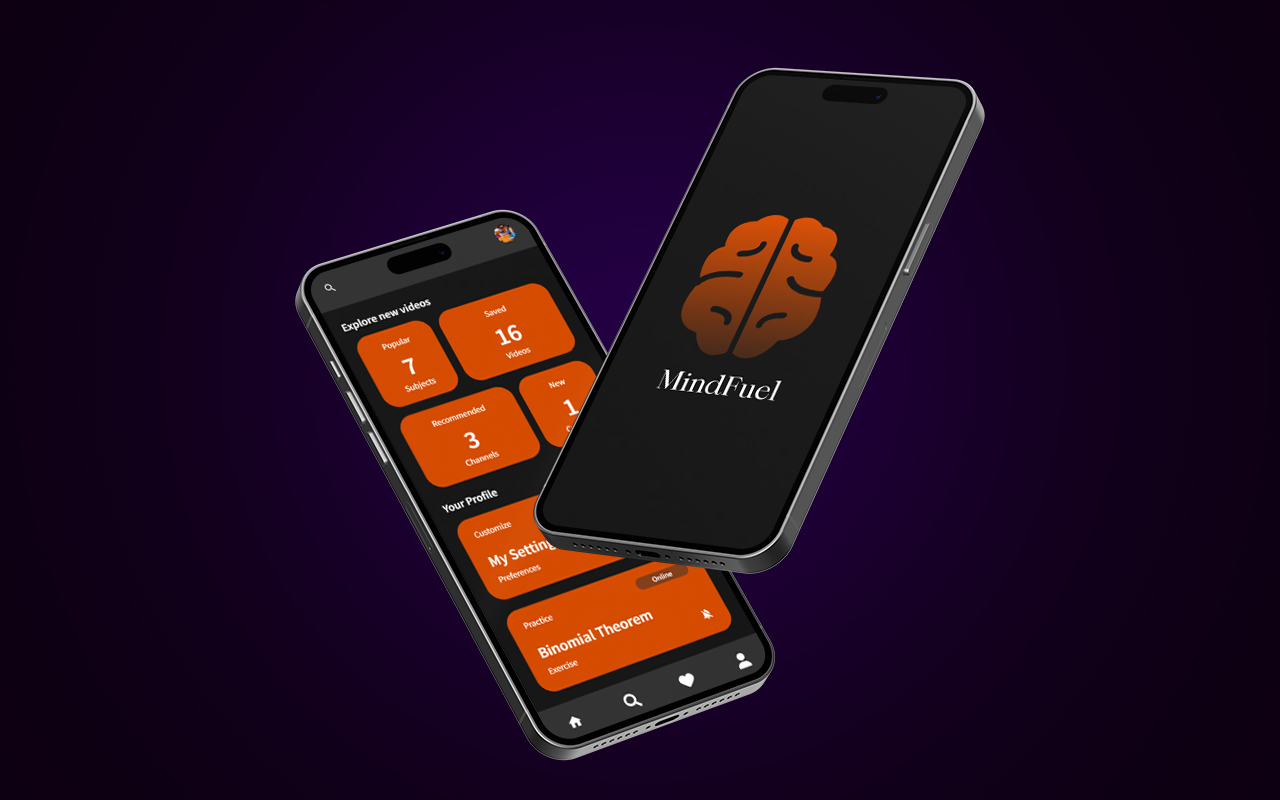 Explore new videos
Popular
7
Subjects
Saved
16
Videos
Recommended
3
Channels
New
1
Your Profile
Customize
My Setting
Preferences
Online
Practice
Binomial Theorem
Exercise
MindFuel